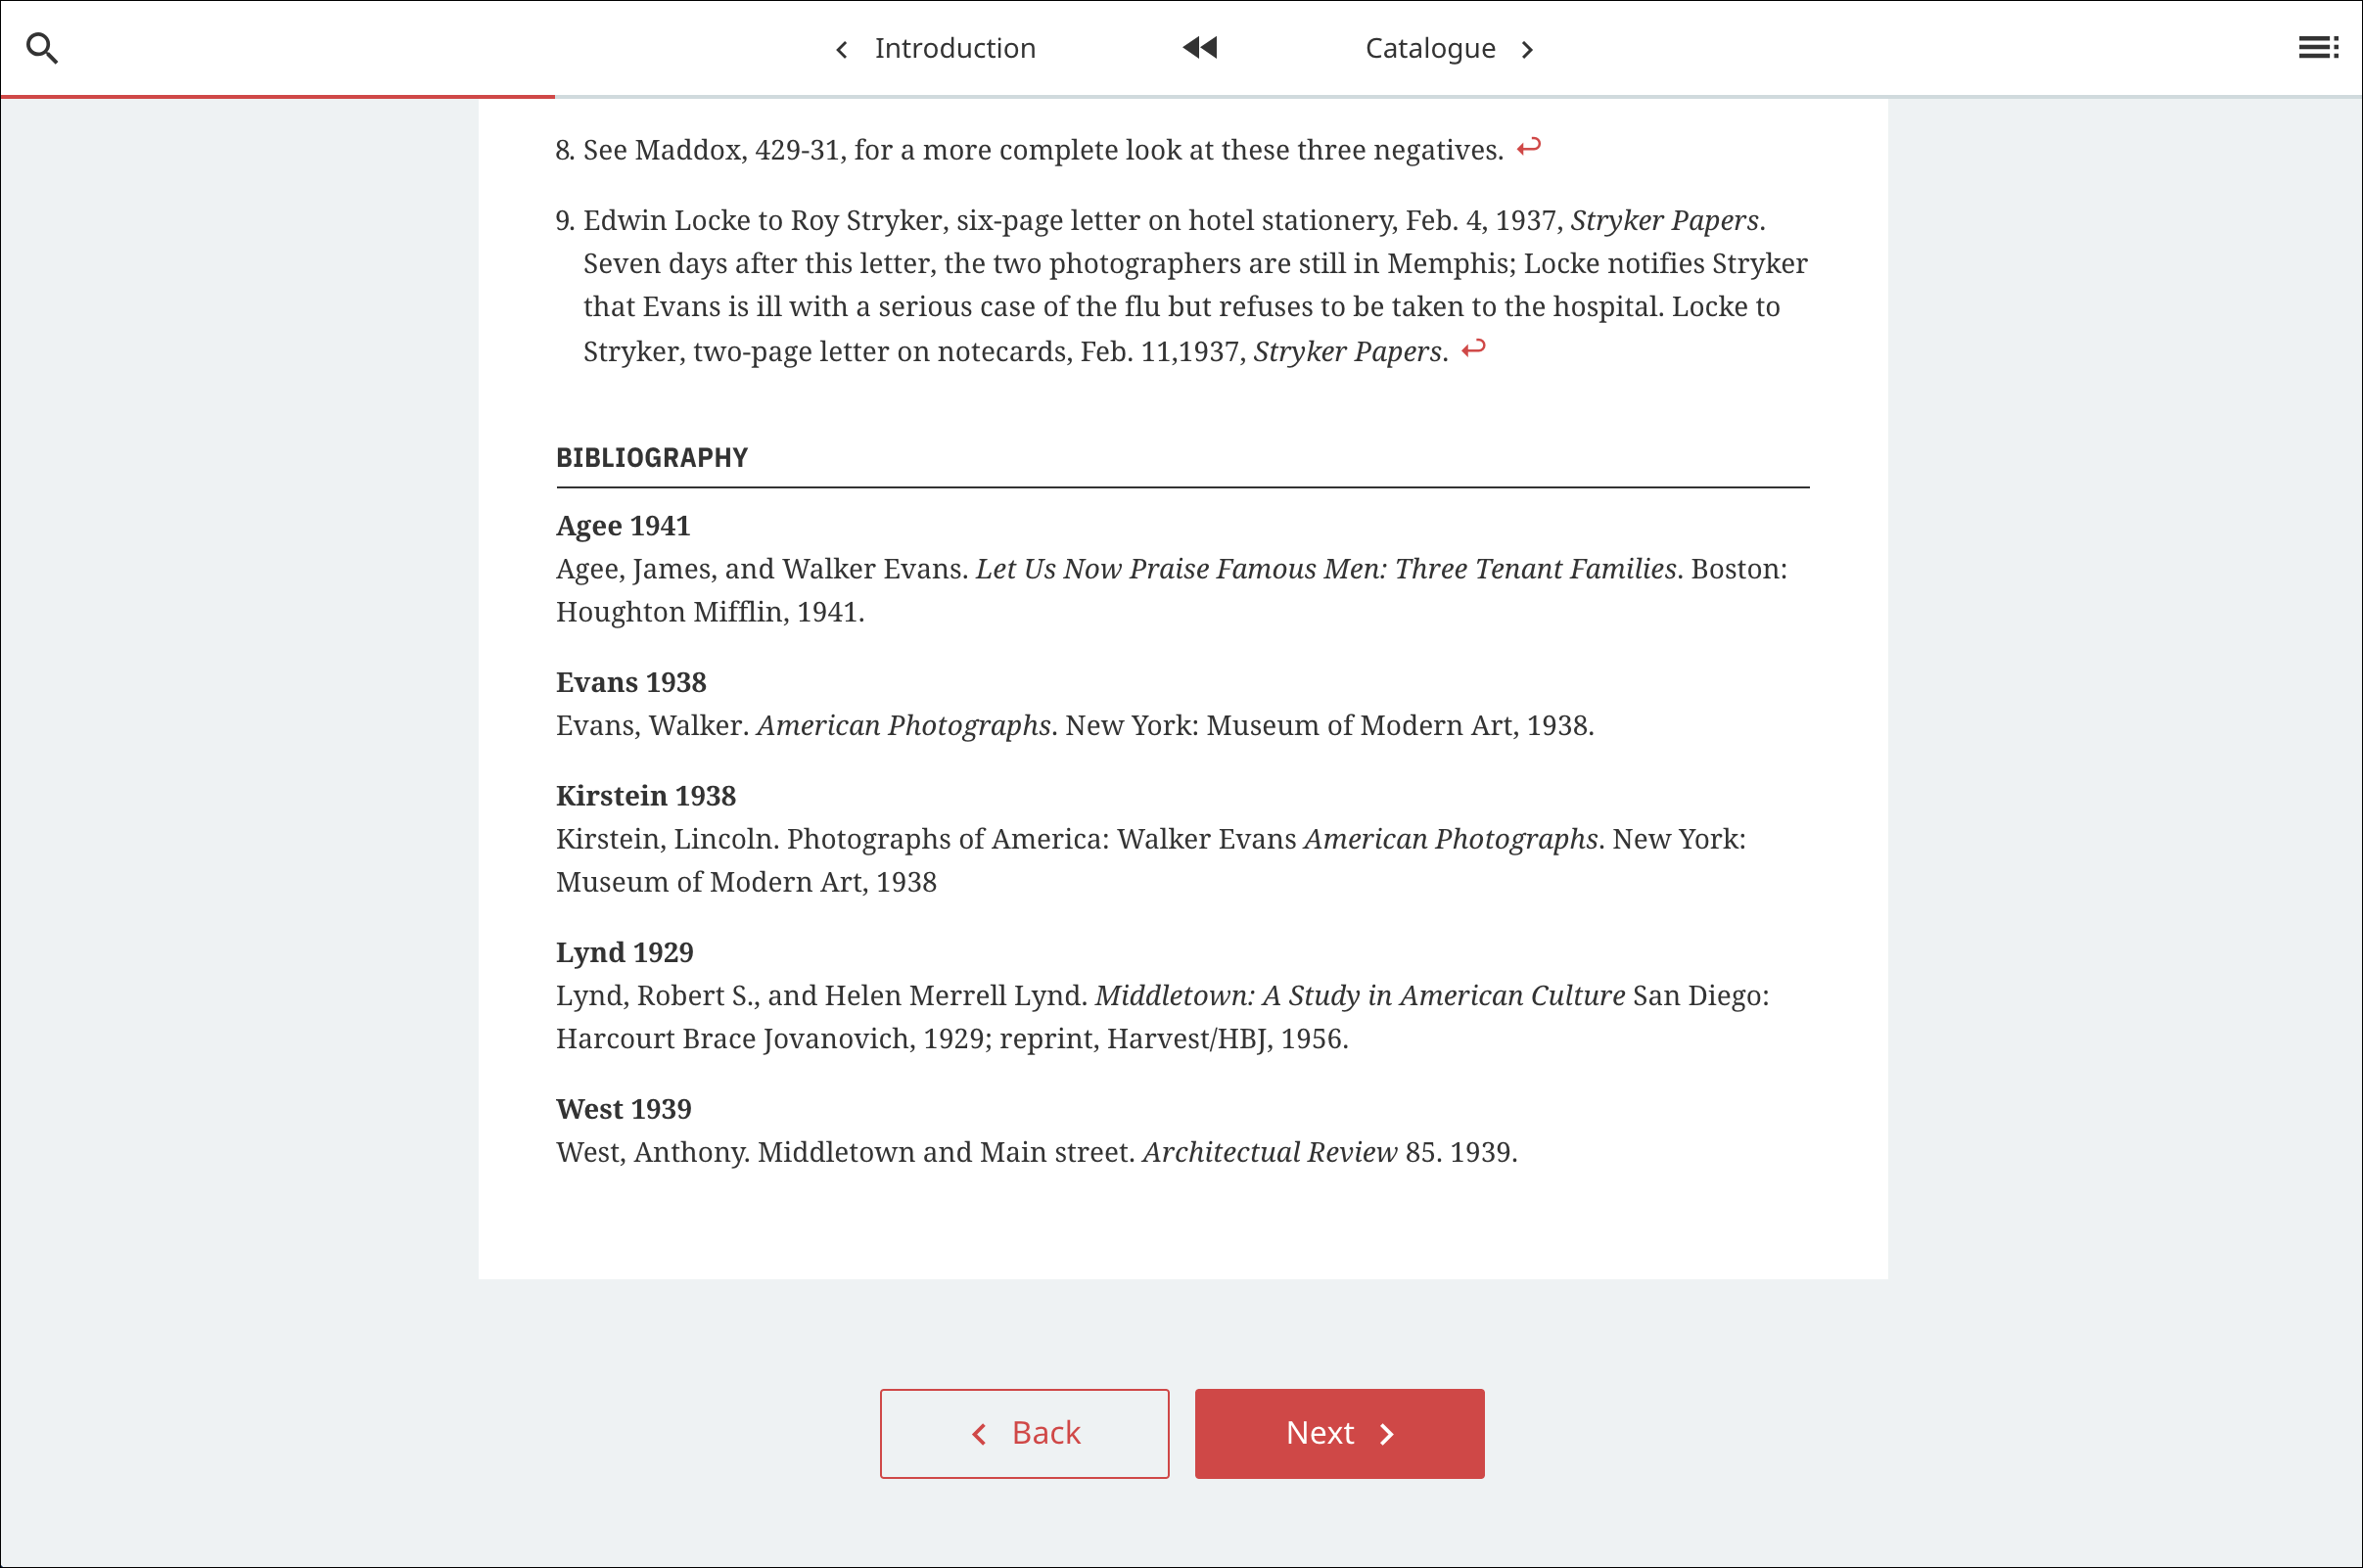 Introduction
Catalogue
8. See Maddox, 429-31, for a more complete look at these three negatives.
9. Edwin Locke to Roy Stryker, six-page letter on hotel stationery, Feb. 4, 1937, Stryker Papers.
Seven days after this letter, the two photographers are still in Memphis; Locke notifies Stryker
that Evans is ill with a serious case of the flu but refuses to be taken to the hospital. Locke to
Stryker, two-page letter on notecards, Feb. 11,1937, Stryker Papers.
BIBLIOGRAPHY
Agee 1941
Agee, James, and Walker Evans. Let Us Now Praise Famous Men: Three Tenant Families. Boston:
Houghton Mifflin, 1941.
Evans 1938
Evans, Walker. American Photographs. New York: Museum of Modern Art, 1938.
Kirstein 1938
Kirstein, Lincoln. Photographs of America: Walker Evans American Photographs. New York:
Museum of Modern Art, 1938
Lynd 1929
Lynd, Robert S., and Helen Merrell Lynd. Middletown: A Study in American Culture San Diego:
Harcourt Brace Jovanovich, 1929; reprint, Harvest/HBJ, 1956.
West 1939
West, Anthony. Middletown and Main street. Architectual Review 85. 1939.
Back
Next